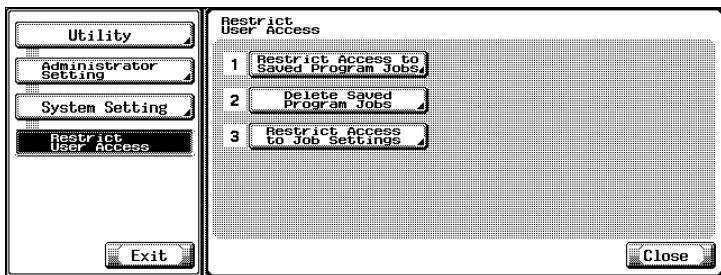 Utility
Administrator
Setting
System Setting
Restrict
User Access
Exit
Restrict
User Access
1 Restrict Access to
Saved Program Jobs
2 Delete Saved
Program Jobs
3 Restrict Access
to Job Settings
Close